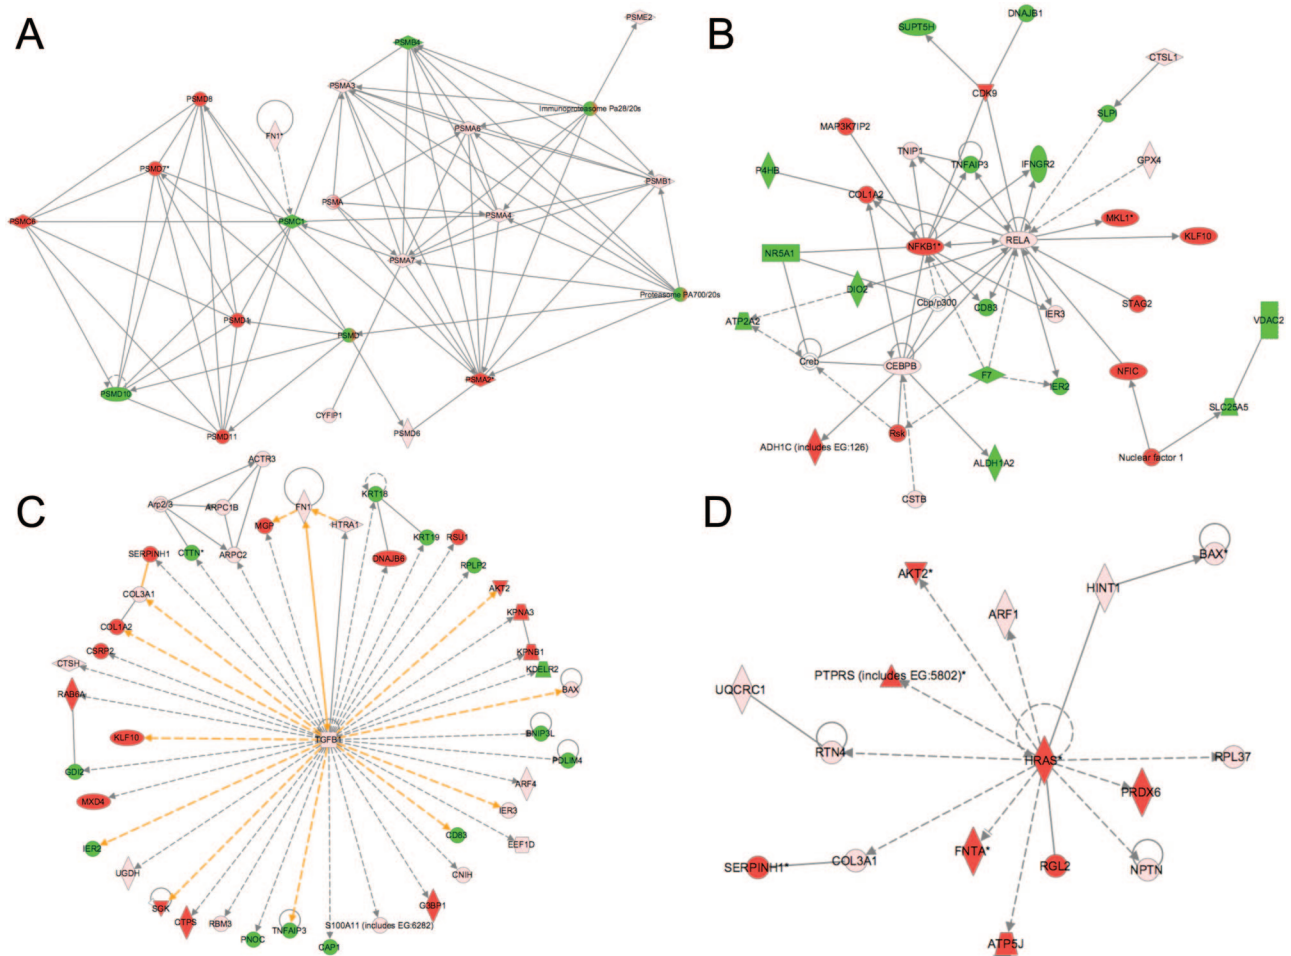 A
PSME2
PSMB4
PSMA3
PSMD8
Immunoproteasome Pa28/20s
FN1*
PSMA6
PSMD7*
PSMB1
PSMA
PSMA4
PSMC6
PSMC1
PSMA7
Proteasome PA700/20s
PSMD4
PSMD
PSMA2*
PSMD10
CYFIP1
PSMD6
PSMD11
B
DNAJB1
SUPT5H
CTSL1
CDK9
SLPI
MAP3K7IP2
TNIP1
TNFAIP3
IFNGR2
GPX4
P4HB
COL1A2
MKL1*
KLF10
NFKB1*
RELA
NR5A1
DIO2
Cbp/p300
CD83
IER3
STAG2
ATP2A2
VDAC2
Creb
CEBPB
F7
NFIC
IER2
SLC25A5
Rsk
ADH1C (includes EG:126)
ALDH1A2
Nuclear factor 1
CSTB
C
ACTR3
Arp2/3
ARPC1B
FN1
KRT18
MGP
HTRA1
KRT19
RSU1
SERPINH1
CTTN*
ARPC2
DNAJB6
RPLP2
COL3A1
AKT2
KPNA3
COL1A2
CSRP2
KPNB1
CTSH
KDELR2
RAB6A
BAX
KLF10
TGFB1
BNIP3L
GDI2
PDLIM4
ARF4
MXD4
IER3
CD83
IER2
EEF1D
UGDH
CNIH
SGK
G3BP1
CTPS
RBM3
S100A11 (includes EG:6282)
PNOC
TNFAIP3
CAP1
D
BAX*
AKT2*
HINT1
ARF1
PTPRS (includes EG:5802)*
UQCRC1
RTN4
HRAS*
RPL37
PRDX6
FNTA*
SERPINH1*
COL3A1
RGL2
NPTN
ATP5J